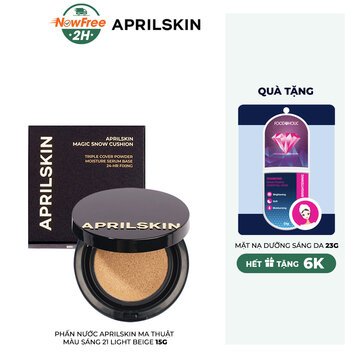 NowFree
2H
APRILSKIN
APRILSKIN
APRILSKIN
MAGIC SNOW CUSHION
TRIPLE COVER POWDER
MOISTURE SERUM BASE
24-HR FIXING
APRILSKIN
PHẤN NƯỚC APRILSKIN MA THUẬT
MÀU SÁNG 21 LIGHT BEIGE 15G
QUÀ TẶNG
FOODAHOLIC
MẶT NẠ DƯỠNG SÁNG DA 23G
HẾT TẶNG 6K